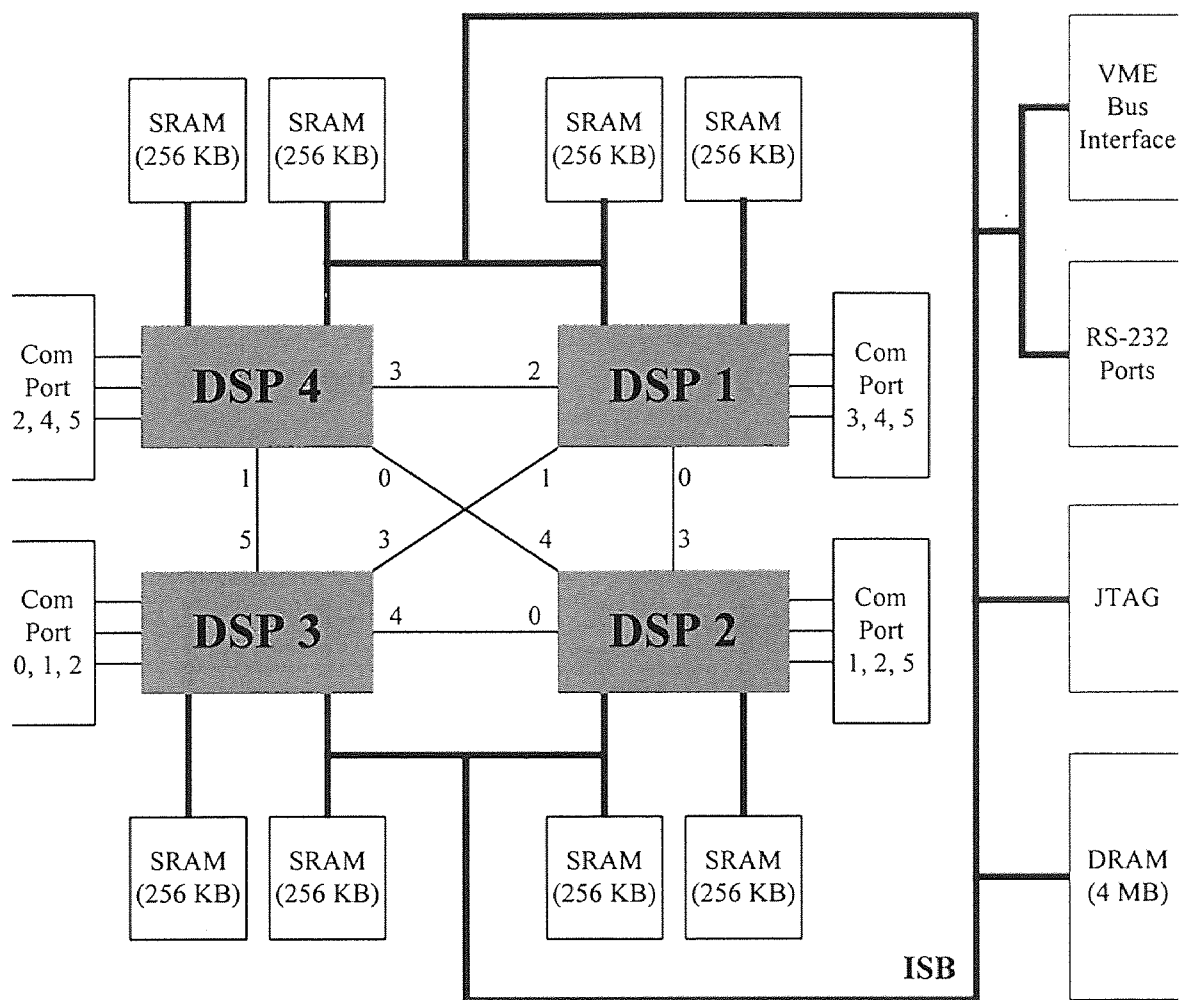 SRAM
(256 KB)
SRAM
(256 KB)
SRAM
(256 KB)
SRAM
(256 KB)
VME
Bus
Interface
RS-232
Ports
Com
Port
2, 4, 5
DSP 4
3
2
DSP 1
Com
Port
3, 4, 5
1
0
1
0
5
3
4
3
Com
Port
0, 1, 2
DSP 3
4
0
DSP 2
Com
Port
1, 2, 5
JTAG
SRAM
(256 KB)
SRAM
(256 KB)
SRAM
(256 KB)
SRAM
(256 KB)
DRAM
(4 MB)
ISB